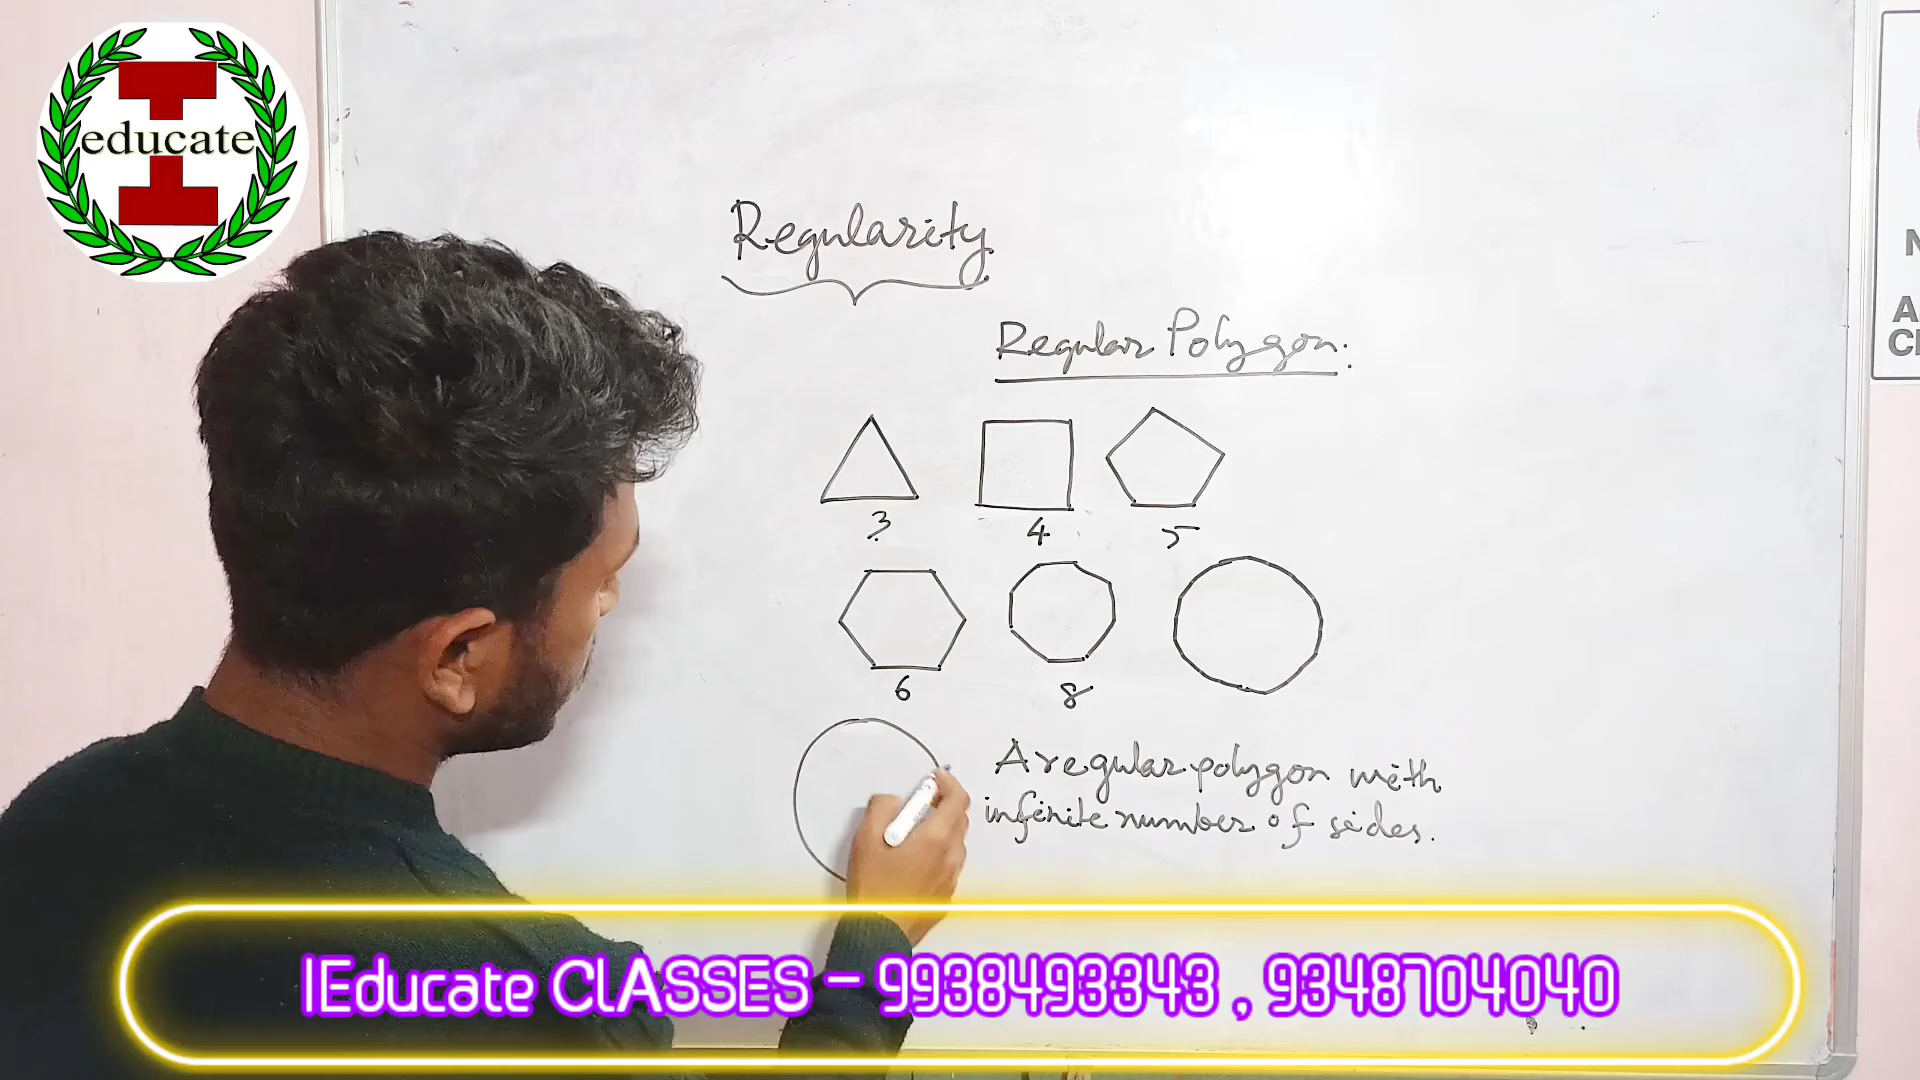 I
educate
Regularity
Regular Polygon.
3
4
5
6
8
A regular polygon with
infinite number of sides.
N
A
IEducate ClASSES - 9938493343 , 9348704040